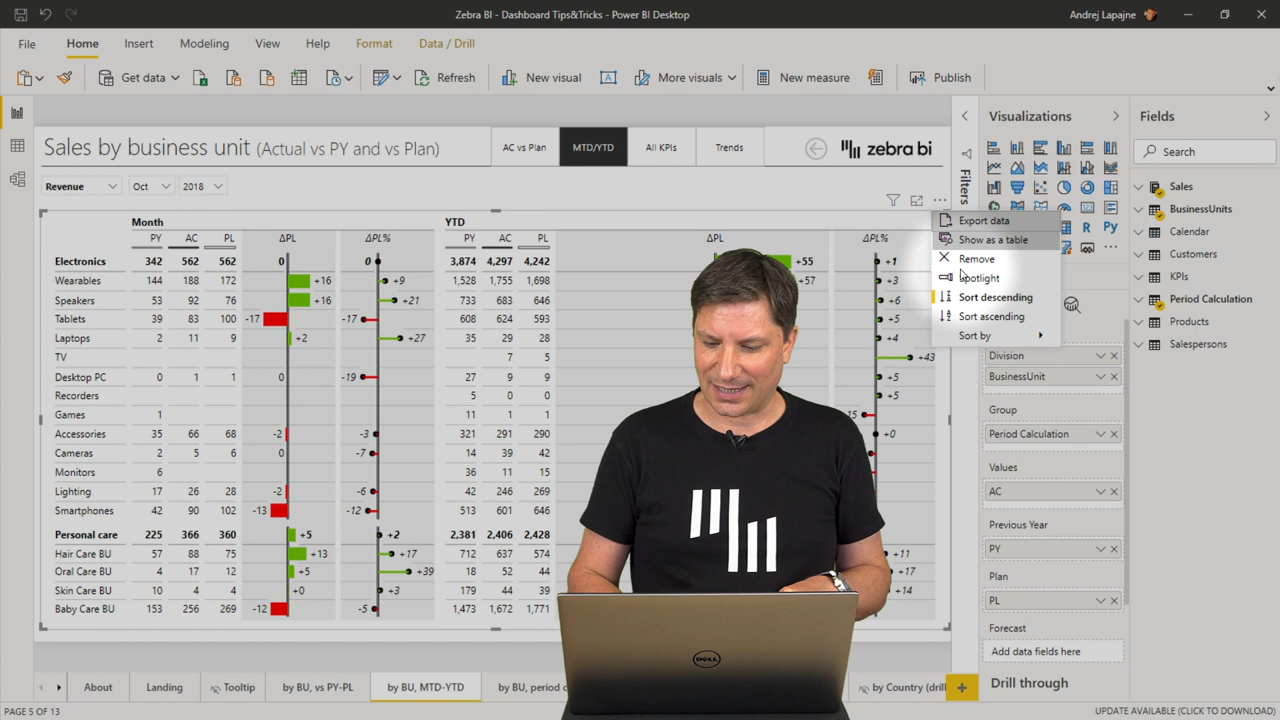 Zebra BI - Dashboard Tips&Tricks - Power BI Desktop
Andrej Lapajne
File Home Insert Modeling View Help Format Data / Drill
Get data Refresh New visual More visuals New measure Publish
Sales by business unit (Actual vs PY and vs Plan)
AC vs Plan MTD/YTD All KPIs Trends
zebra bi
Revenue Oct 2018
Month YTD
PY AC PL ΔPL ΔPL% PY AC PL ΔPL ΔPL%
Electronics 342 562 562 0 0 3,874 4,297 4,242 +55 +1
Wearables 144 188 172 +16 +9 1,528 1,755 1,698 +57 +3
Speakers 53 92 76 +16 +21 733 683 646 +6
Tablets 39 83 100 -17 -17 608 624 593 +5
Laptops 2 11 9 +2 +27 35 29 28 +4
TV 7 5 +43
Desktop PC 0 1 1 0 -19 27 9 9 +5
Recorders 5 0 0 +5
Games 1 11 1 1 15
Accessories 35 66 68 -2 -3 321 291 290 +0
Cameras 2 5 6 0 -7 14 39 42
Monitors 6 36 11 15
Lighting 17 26 28 -2 -6 42 246 269
Smartphones 42 90 102 -13 -12 513 601 646
Personal care 225 366 360 +5 +2 2,381 2,406 2,428
Hair Care BU 57 88 75 +13 +17 712 637 574 +11
Oral Care BU 4 17 12 +5 +39 18 52 44 +17
Skin Care BU 10 4 4 +0 +3 179 44 39 +14
Baby Care BU 153 256 269 -12 -5 1,473 1,672 1,771
Export data
Show as a table
Remove
Spotlight
Sort descending
Sort ascending
Sort by
Filters
Visualizations
R Py
Division
BusinessUnit
Group
Period Calculation
Values
AC
Previous Year
PY
Plan
PL
Forecast
Add data fields here
Drill through
Fields
Search
Sales
BusinessUnits
Calendar
Customers
KPIs
Period Calculation
Products
Salespersons
DELL
About Landing Tooltip by BU, vs PY-PL by BU, MTD-YTD by BU, period by Country (drill
PAGE 5 OF 13
UPDATE AVAILABLE (CLICK TO DOWNLOAD)